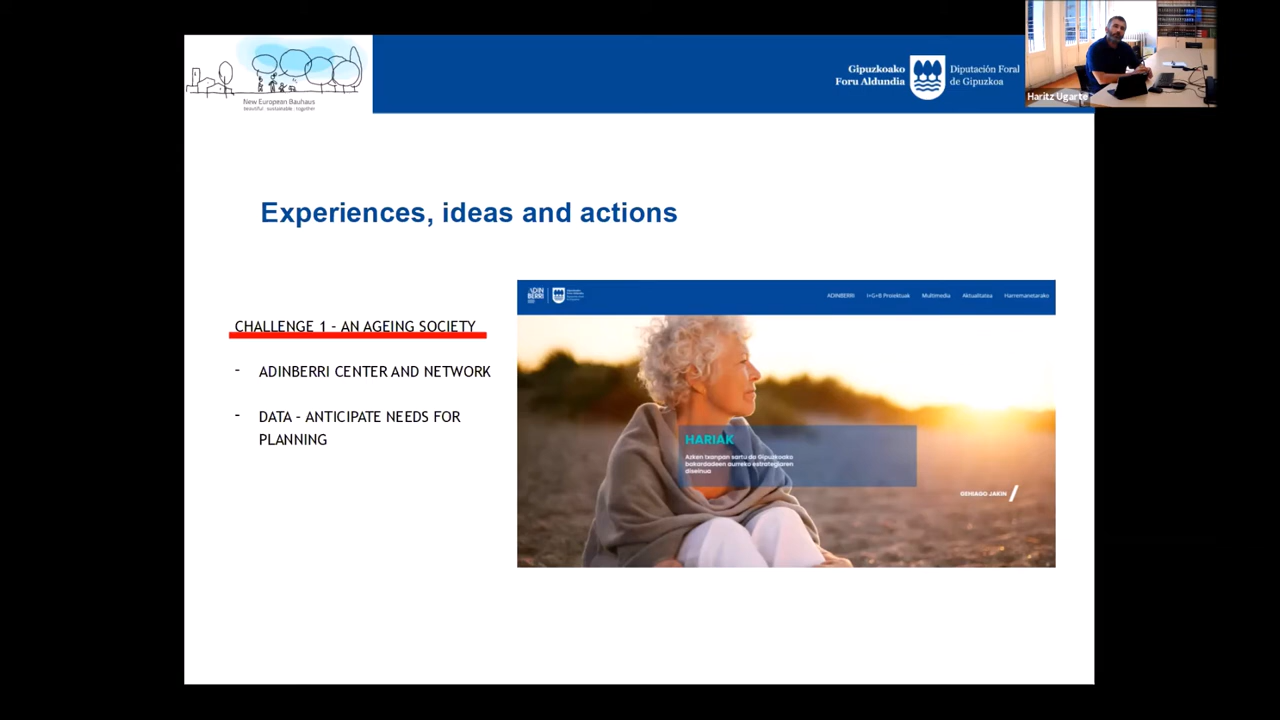 New European Bauhaus
beautiful sustainable together
Gipuzkoako
Foru Aldundia
Diputación Foral
de Gipuzkoa
Haritz Ugarte
Experiences, ideas and actions
CHALLENGE 1 - AN AGEING SOCIETY
- ADINBERRI CENTER AND NETWORK
- DATA - ANTICIPATE NEEDS FOR
PLANNING
ADIN
BERRI
ADINBERRI I+G+B Proiektuak Multimedia Aktualitatea Harremanetarako
HARIAK
Azken txanpan sartu da Gipuzkoako
bakardadeen aurreko estrategiaren
diseinua
GEHIAGO JAKIN